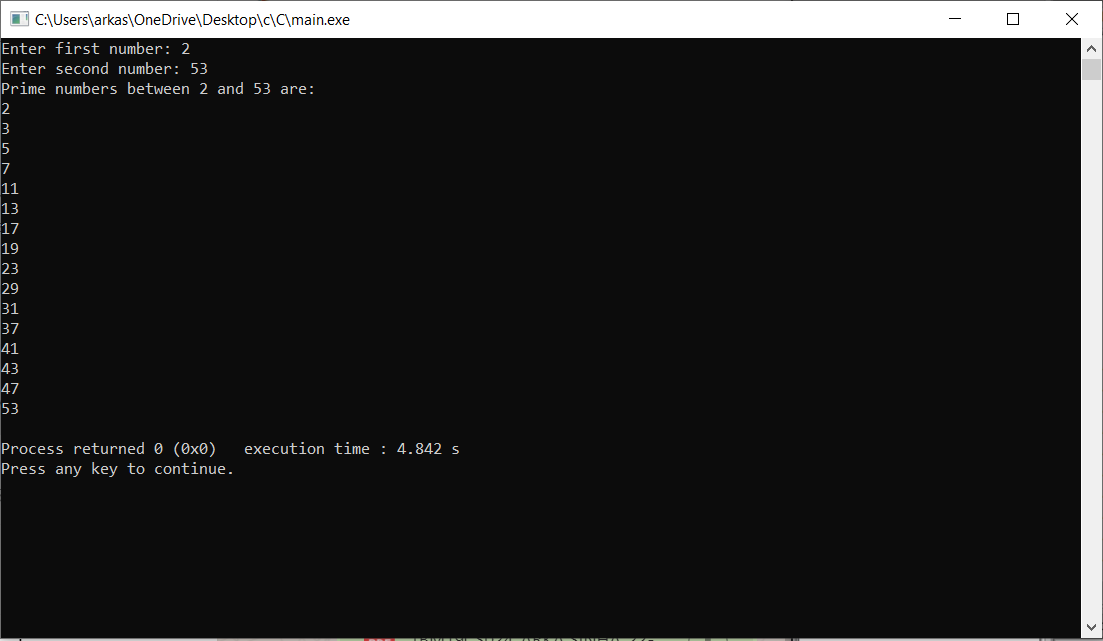 C:\Users\arkas\OneDrive\Desktop\c\C\main.exe
Enter first number: 2
Enter second number: 53
Prime numbers between 2 and 53 are:
2
3
5
7
11
13
17
19
23
29
31
37
41
43
47
53
Process returned 0 (0x0)   execution time : 4.842 s
Press any key to continue.